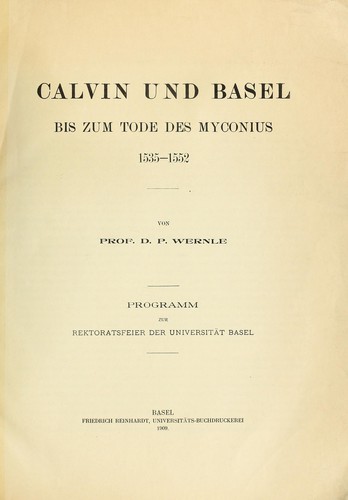 CALVIN UND BASEL
BIS ZUM TODE DES MYCONIUS
1535—1552
VON
PROF. D. P. WERNLE
PROGRAMM
ZUR
REKTORATSFEIER DER UNIVERSITÄT BASEL
BASEL
FRIEDRICH REINHARDT, UNIVERSITÄTS-BUCHDRUCKEREI
1909.